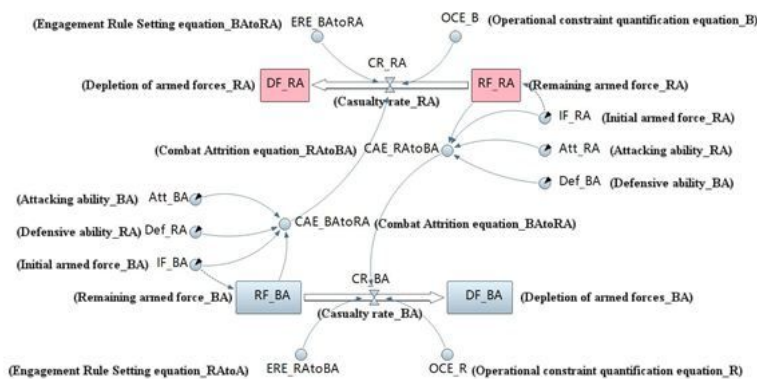 (Engagement Rule Setting equation_BAtoRA) ERE_BAtoRA OCE_B (Operational constraint quantification equation_B)
CR_RA
(Depletion of armed forces_RA) DF_RA RF_RA (Remaining armed force_RA)
(Casualty rate_RA)
IF_RA (Initial armed force_RA)
(Combat Attrition equation_RAtoBA) CAE_RAtoBA Att_RA (Attacking ability_RA)
Def_BA (Defensive ability_BA)
(Attacking ability_BA) Att_BA
CAE_BAtoRA (Combat Attrition equation_BAtoRA)
(Defensive ability_RA) Def_RA
(Initial armed force_BA) IF_BA
CR_BA
(Remaining armed force_BA) RF_BA DF_BA (Depletion of armed forces_BA)
(Casualty rate_BA)
(Engagement Rule Setting equation_RAtoA) ERE_RAtoBA OCE_R (Operational constraint quantification equation_R)